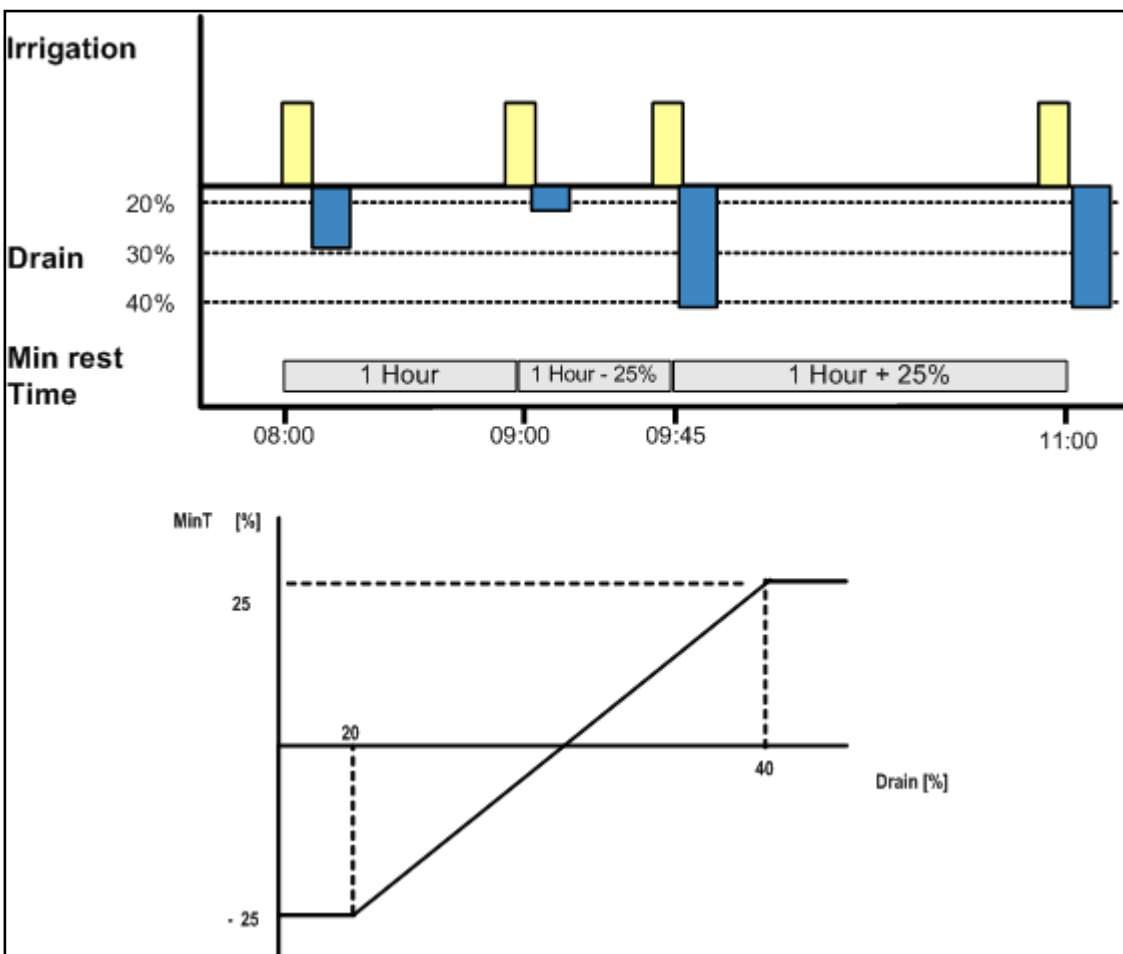 Irrigation
20%
Drain
30%
40%
Min rest
Time
1 Hour
1 Hour - 25%
1 Hour + 25%
08:00
09:00
09:45
11:00
MinT [%]
25
20
40
Drain [%]
- 25